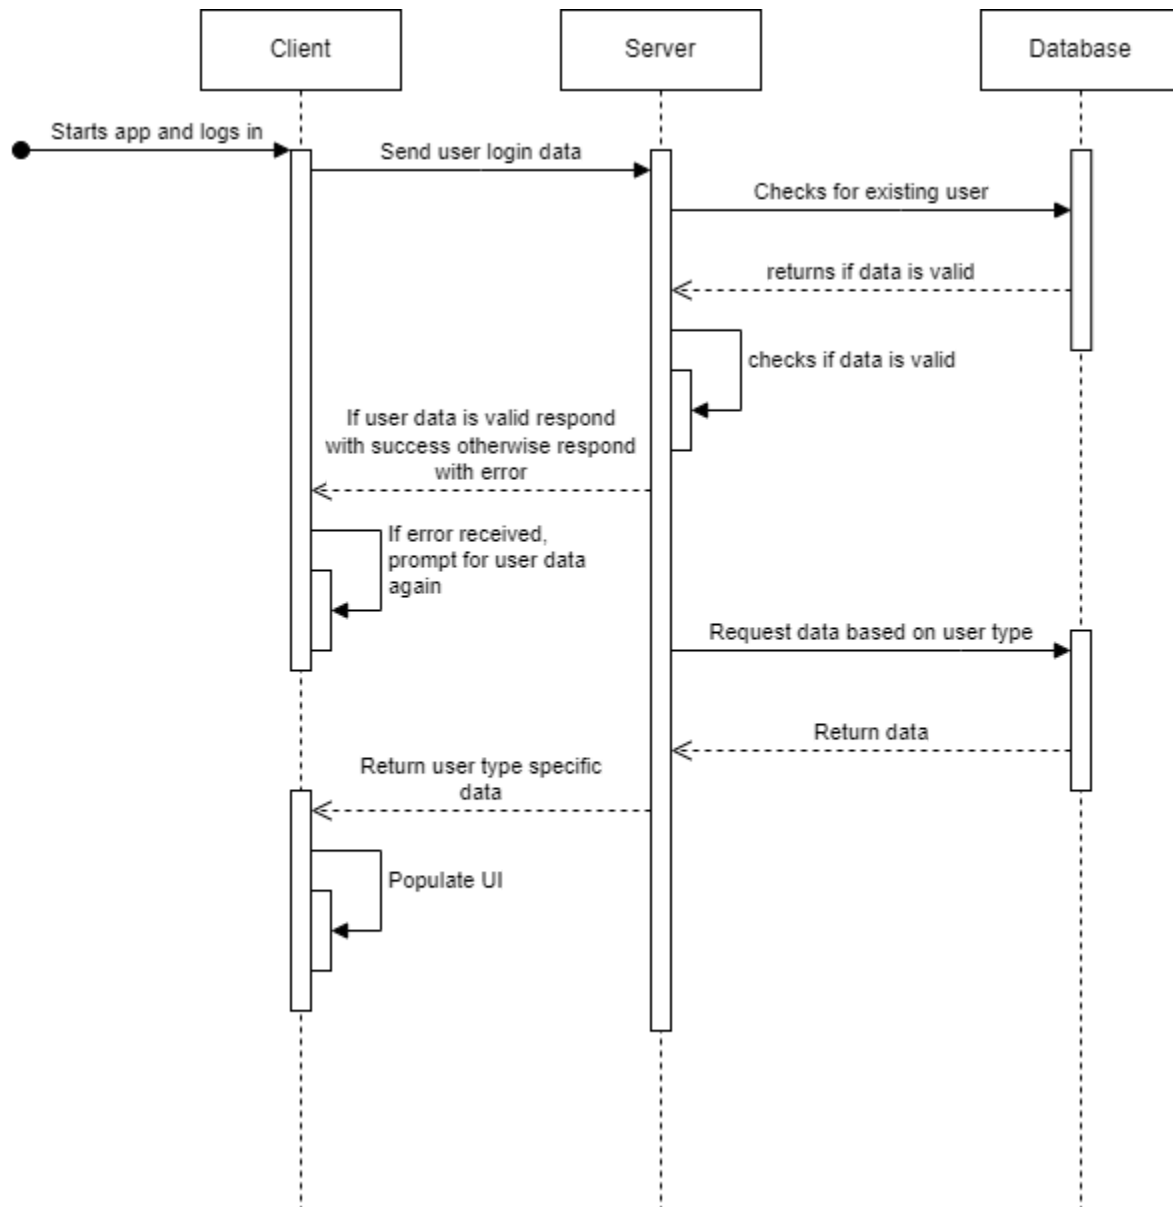 Client
Server
Database
Starts app and logs in
Send user login data
Checks for existing user
returns if data is valid
checks if data is valid
If user data is valid respond
with success otherwise respond
with error
If error received,
prompt for user data
again
Request data based on user type
Return data
Return user type specific
data
Populate UI